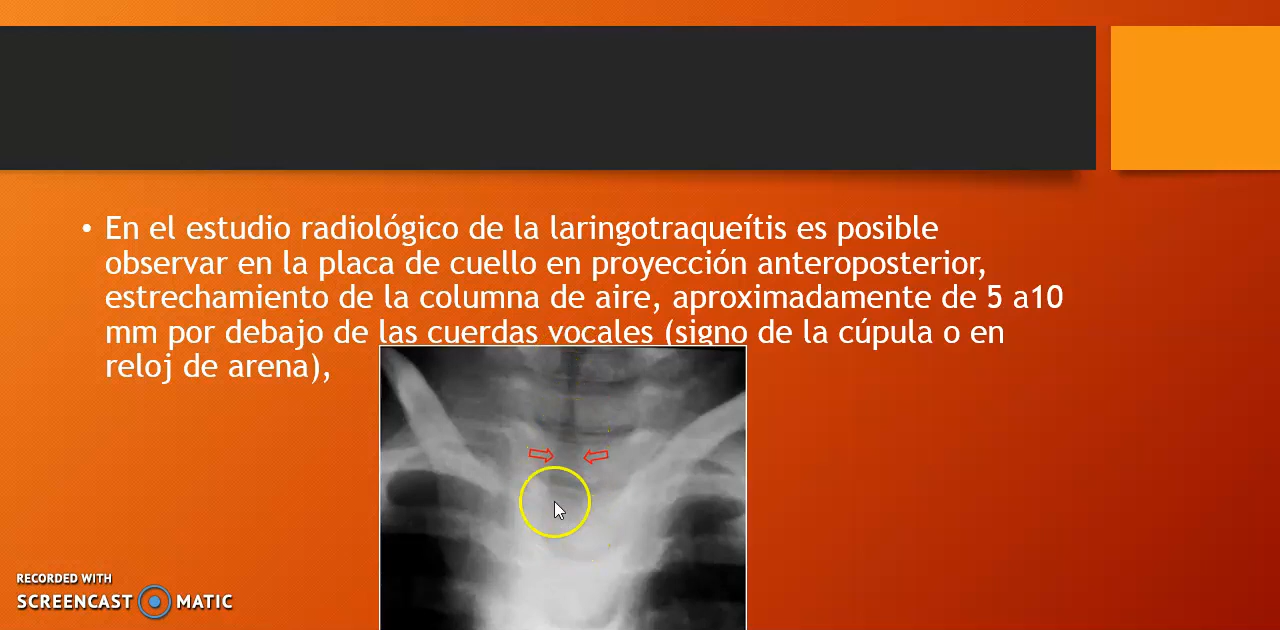 • En el estudio radiológico de la laringotraqueítis es posible
observar en la placa de cuello en proyección anteroposterior,
estrechamiento de la columna de aire, aproximadamente de 5 a10
mm por debajo de las cuerdas vocales (signo de la cúpula o en
reloj de arena),
RECORDED WITH
SCREENCAST MATIC